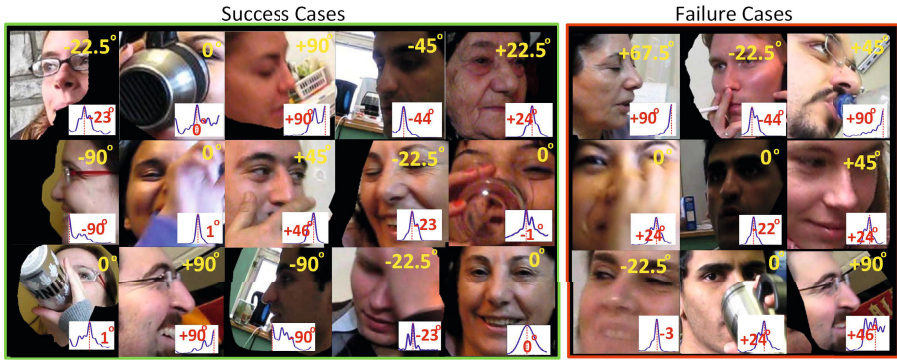 Success Cases
Failure Cases
-22.5° 0° +90° -45° +22.5° +67.5° -22.5° +45°
-23° 0° +90° -44° +24° +90° -44° +90°
-90° 0° +45° -22.5° 0° 0° 0° +45°
-90° 1° +46° -23 -1° +24° 22° +24°
0° +90° -90° -22.5° 0° -22.5° 0° +90°
1° +90° -90° -23° 0° -3 +24° +46°